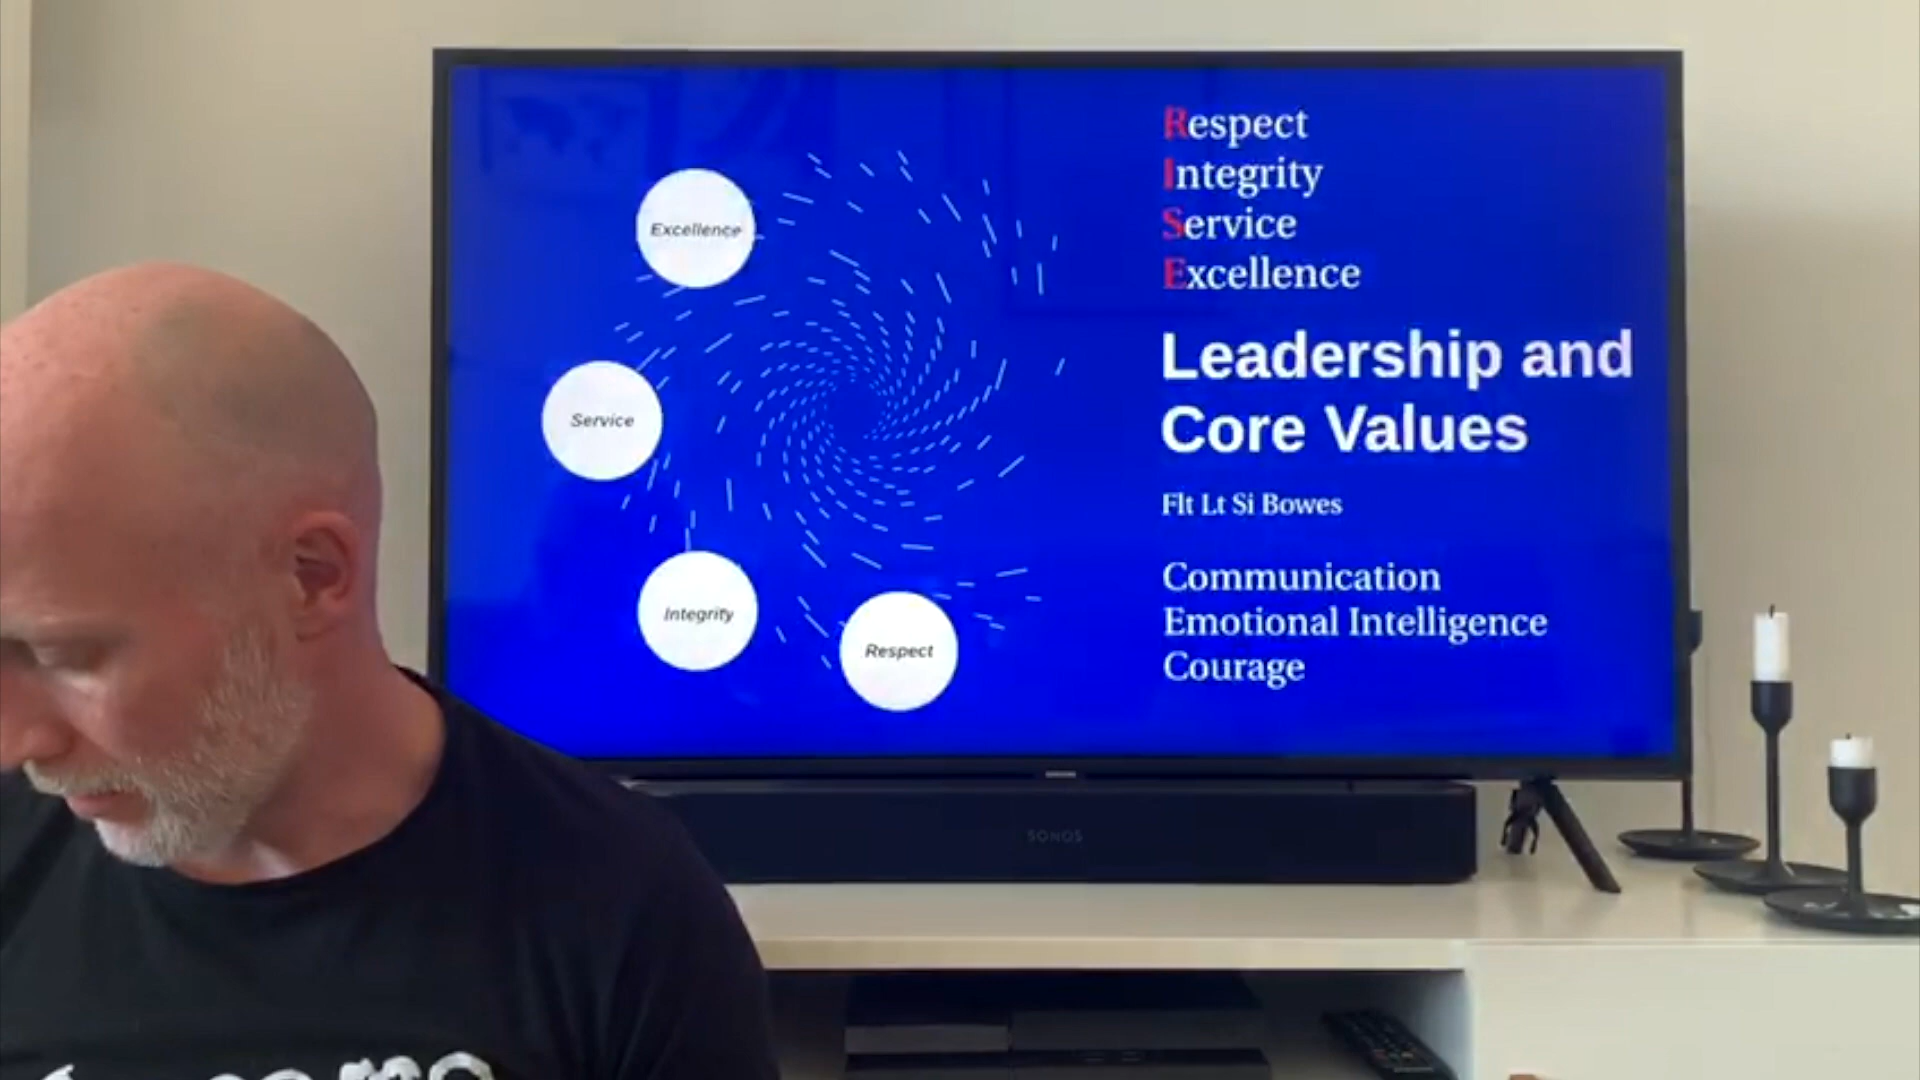 Respect
Integrity
Service
Excellence
Leadership and
Core Values
Flt Lt Si Bowes
Communication
Emotional Intelligence
Courage
Excellence
Service
Integrity
Respect
SONOS